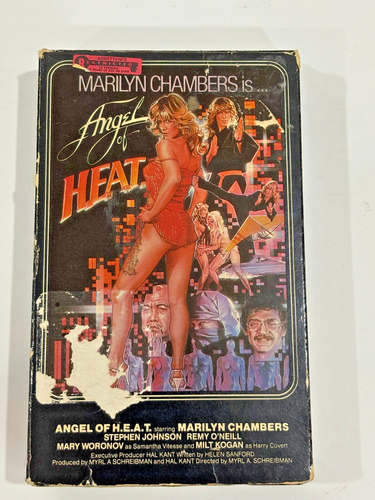 RESTRICTED
MARILYN CHAMBERS is ...
Angel
of
H.E.A.T.
ANGEL OF H.E.A.T. starring MARILYN CHAMBERS
STEPHEN JOHNSON REMY O'NEILL
MARY WORONOV as Samantha Vitesse and MILT KOGAN as Harry Covert
Executive Producer HAL KANT Written by HELEN SANFORD
Produced by MYRL A SCHREIBMAN and HAL KANT Directed by MYRL A. SCHREIBMAN